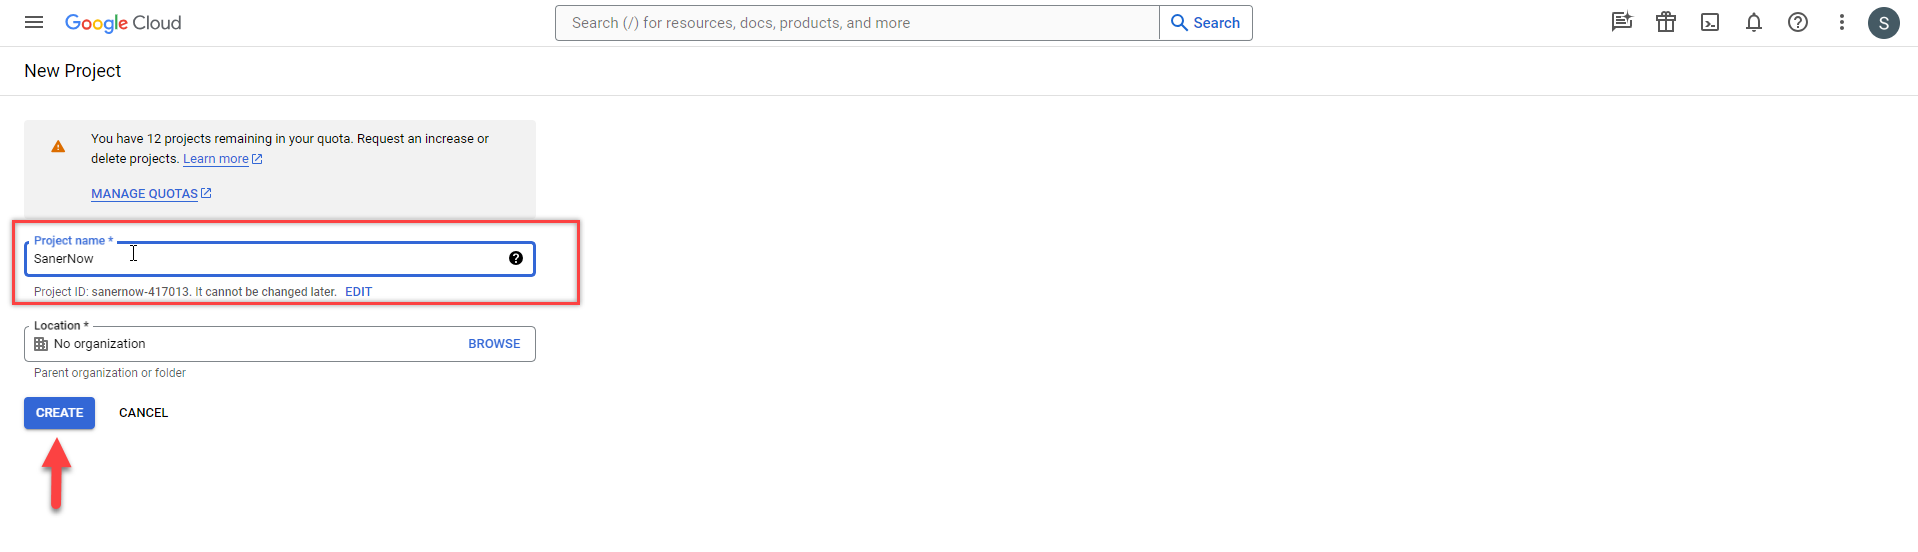 Google Cloud
Search (/) for resources, docs, products, and more
Search
S
New Project
You have 12 projects remaining in your quota. Request an increase or
delete projects. Learn more
MANAGE QUOTAS
Project name *
SanerNow
Project ID: sanernow-417013. It cannot be changed later. EDIT
Location *
No organization
BROWSE
Parent organization or folder
CREATE
CANCEL